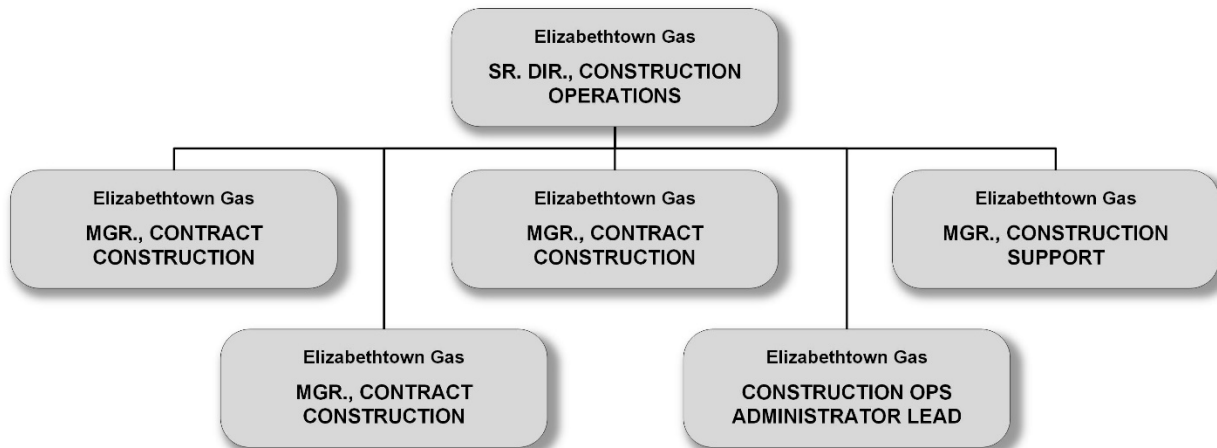 Elizabethtown Gas
SR. DIR., CONSTRUCTION
OPERATIONS
Elizabethtown Gas
MGR., CONTRACT
CONSTRUCTION
Elizabethtown Gas
MGR., CONTRACT
CONSTRUCTION
Elizabethtown Gas
MGR., CONSTRUCTION
SUPPORT
Elizabethtown Gas
MGR., CONTRACT
CONSTRUCTION
Elizabethtown Gas
CONSTRUCTION OPS
ADMINISTRATOR LEAD